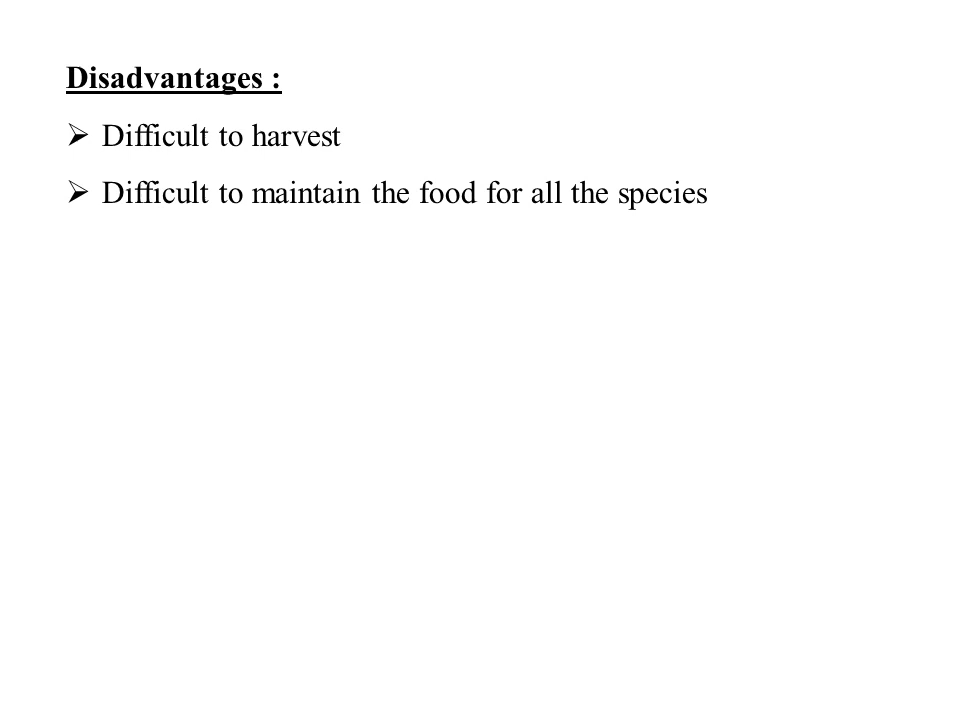 Disadvantages :
➢ Difficult to harvest
➢ Difficult to maintain the food for all the species